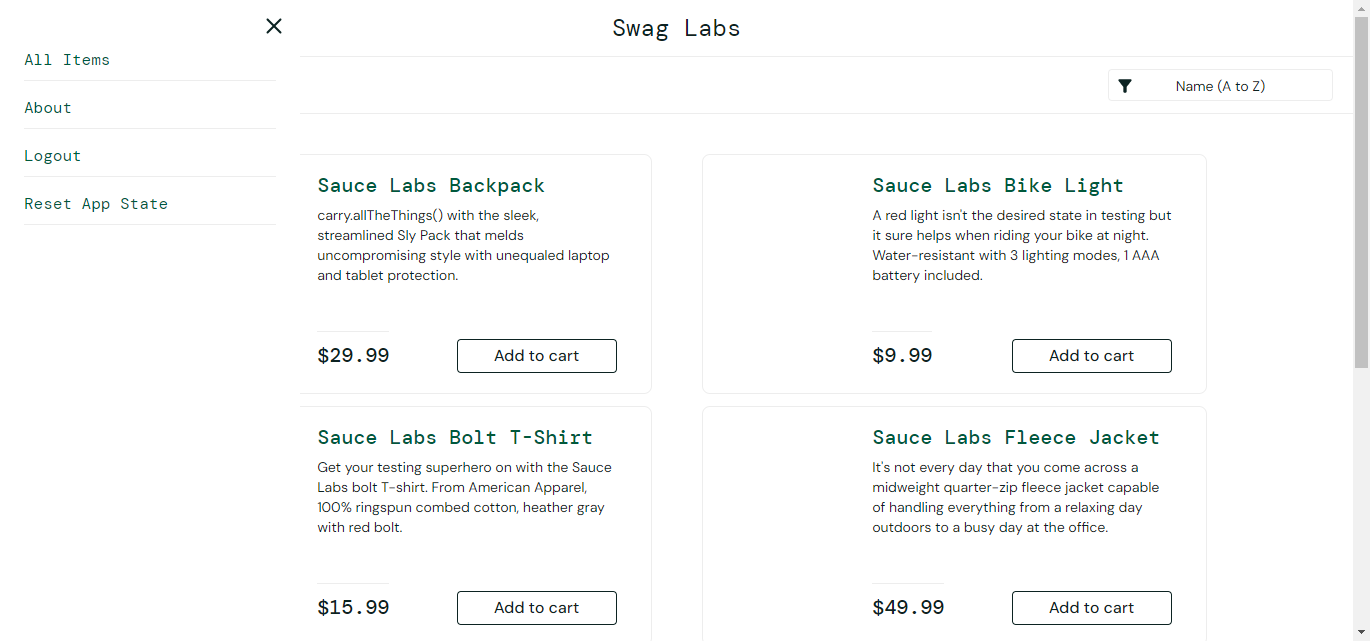 All Items
About
Logout
Reset App State
Swag Labs
Name (A to Z)
Sauce Labs Backpack
carry.allTheThings() with the sleek,
streamlined Sly Pack that melds
uncompromising style with unequaled laptop
and tablet protection.
$29.99
Add to cart
Sauce Labs Bike Light
A red light isn't the desired state in testing but
it sure helps when riding your bike at night.
Water-resistant with 3 lighting modes, 1 AAA
battery included.
$9.99
Add to cart
Sauce Labs Bolt T-Shirt
Get your testing superhero on with the Sauce
Labs bolt T-shirt. From American Apparel,
100% ringspun combed cotton, heather gray
with red bolt.
$15.99
Add to cart
Sauce Labs Fleece Jacket
It's not every day that you come across a
midweight quarter-zip fleece jacket capable
of handling everything from a relaxing day
outdoors to a busy day at the office.
$49.99
Add to cart